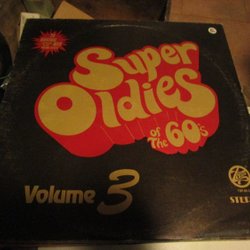 Super
Oldies
of
The 60's
Volume 3
STE